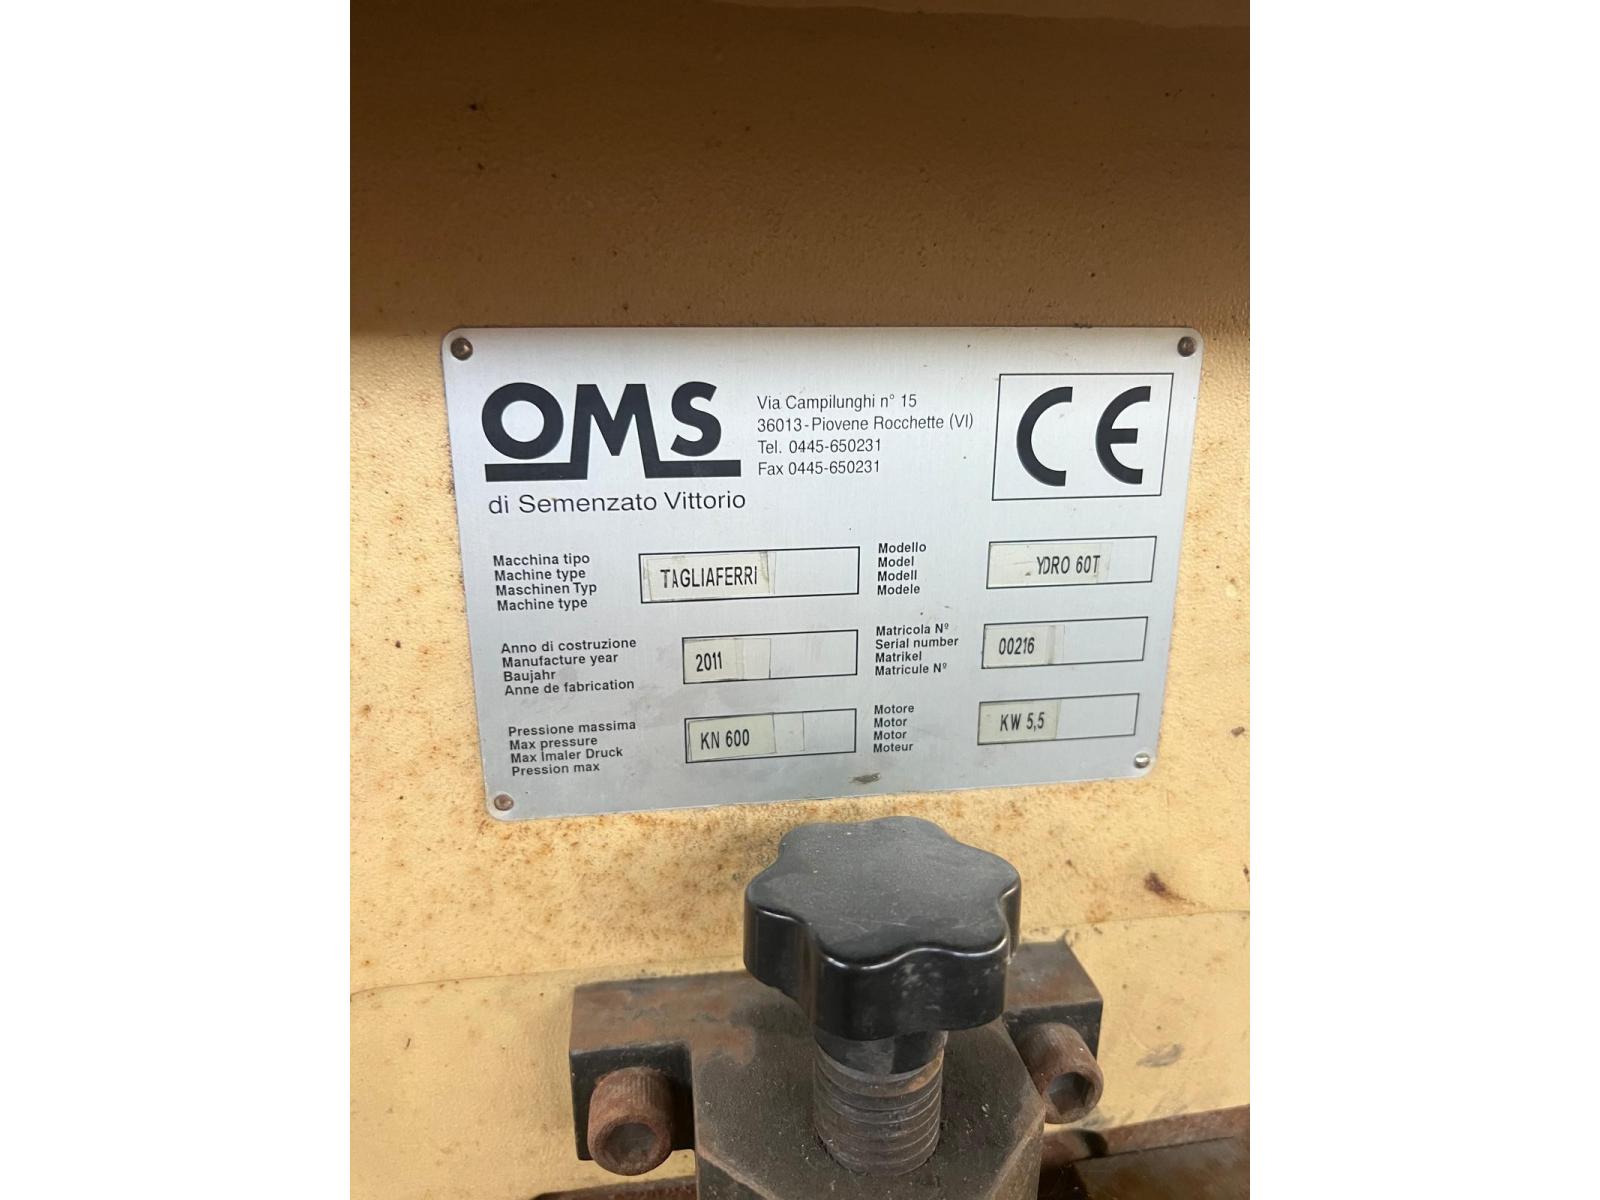 OMS
di Semenzato Vittorio
Via Campilunghi n° 15
36013-Piovene Rocchette (VI)
Tel. 0445-650231
Fax 0445-650231
CE
Macchina tipo
Machine type
Maschinen Typ
Machine type
TAGLIAFERRI
Modello
Model
Modell
Modele
YDRO 60T
Anno di costruzione
Manufacture year
Baujahr
Anne de fabrication
2011
Matricola Nº
Serial number
Matrikel
Matricule Nº
00216
Pressione massima
Max pressure
Max Imaler Druck
Pression max
KN 600
Motore
Motor
Motor
Moteur
KW 5,5